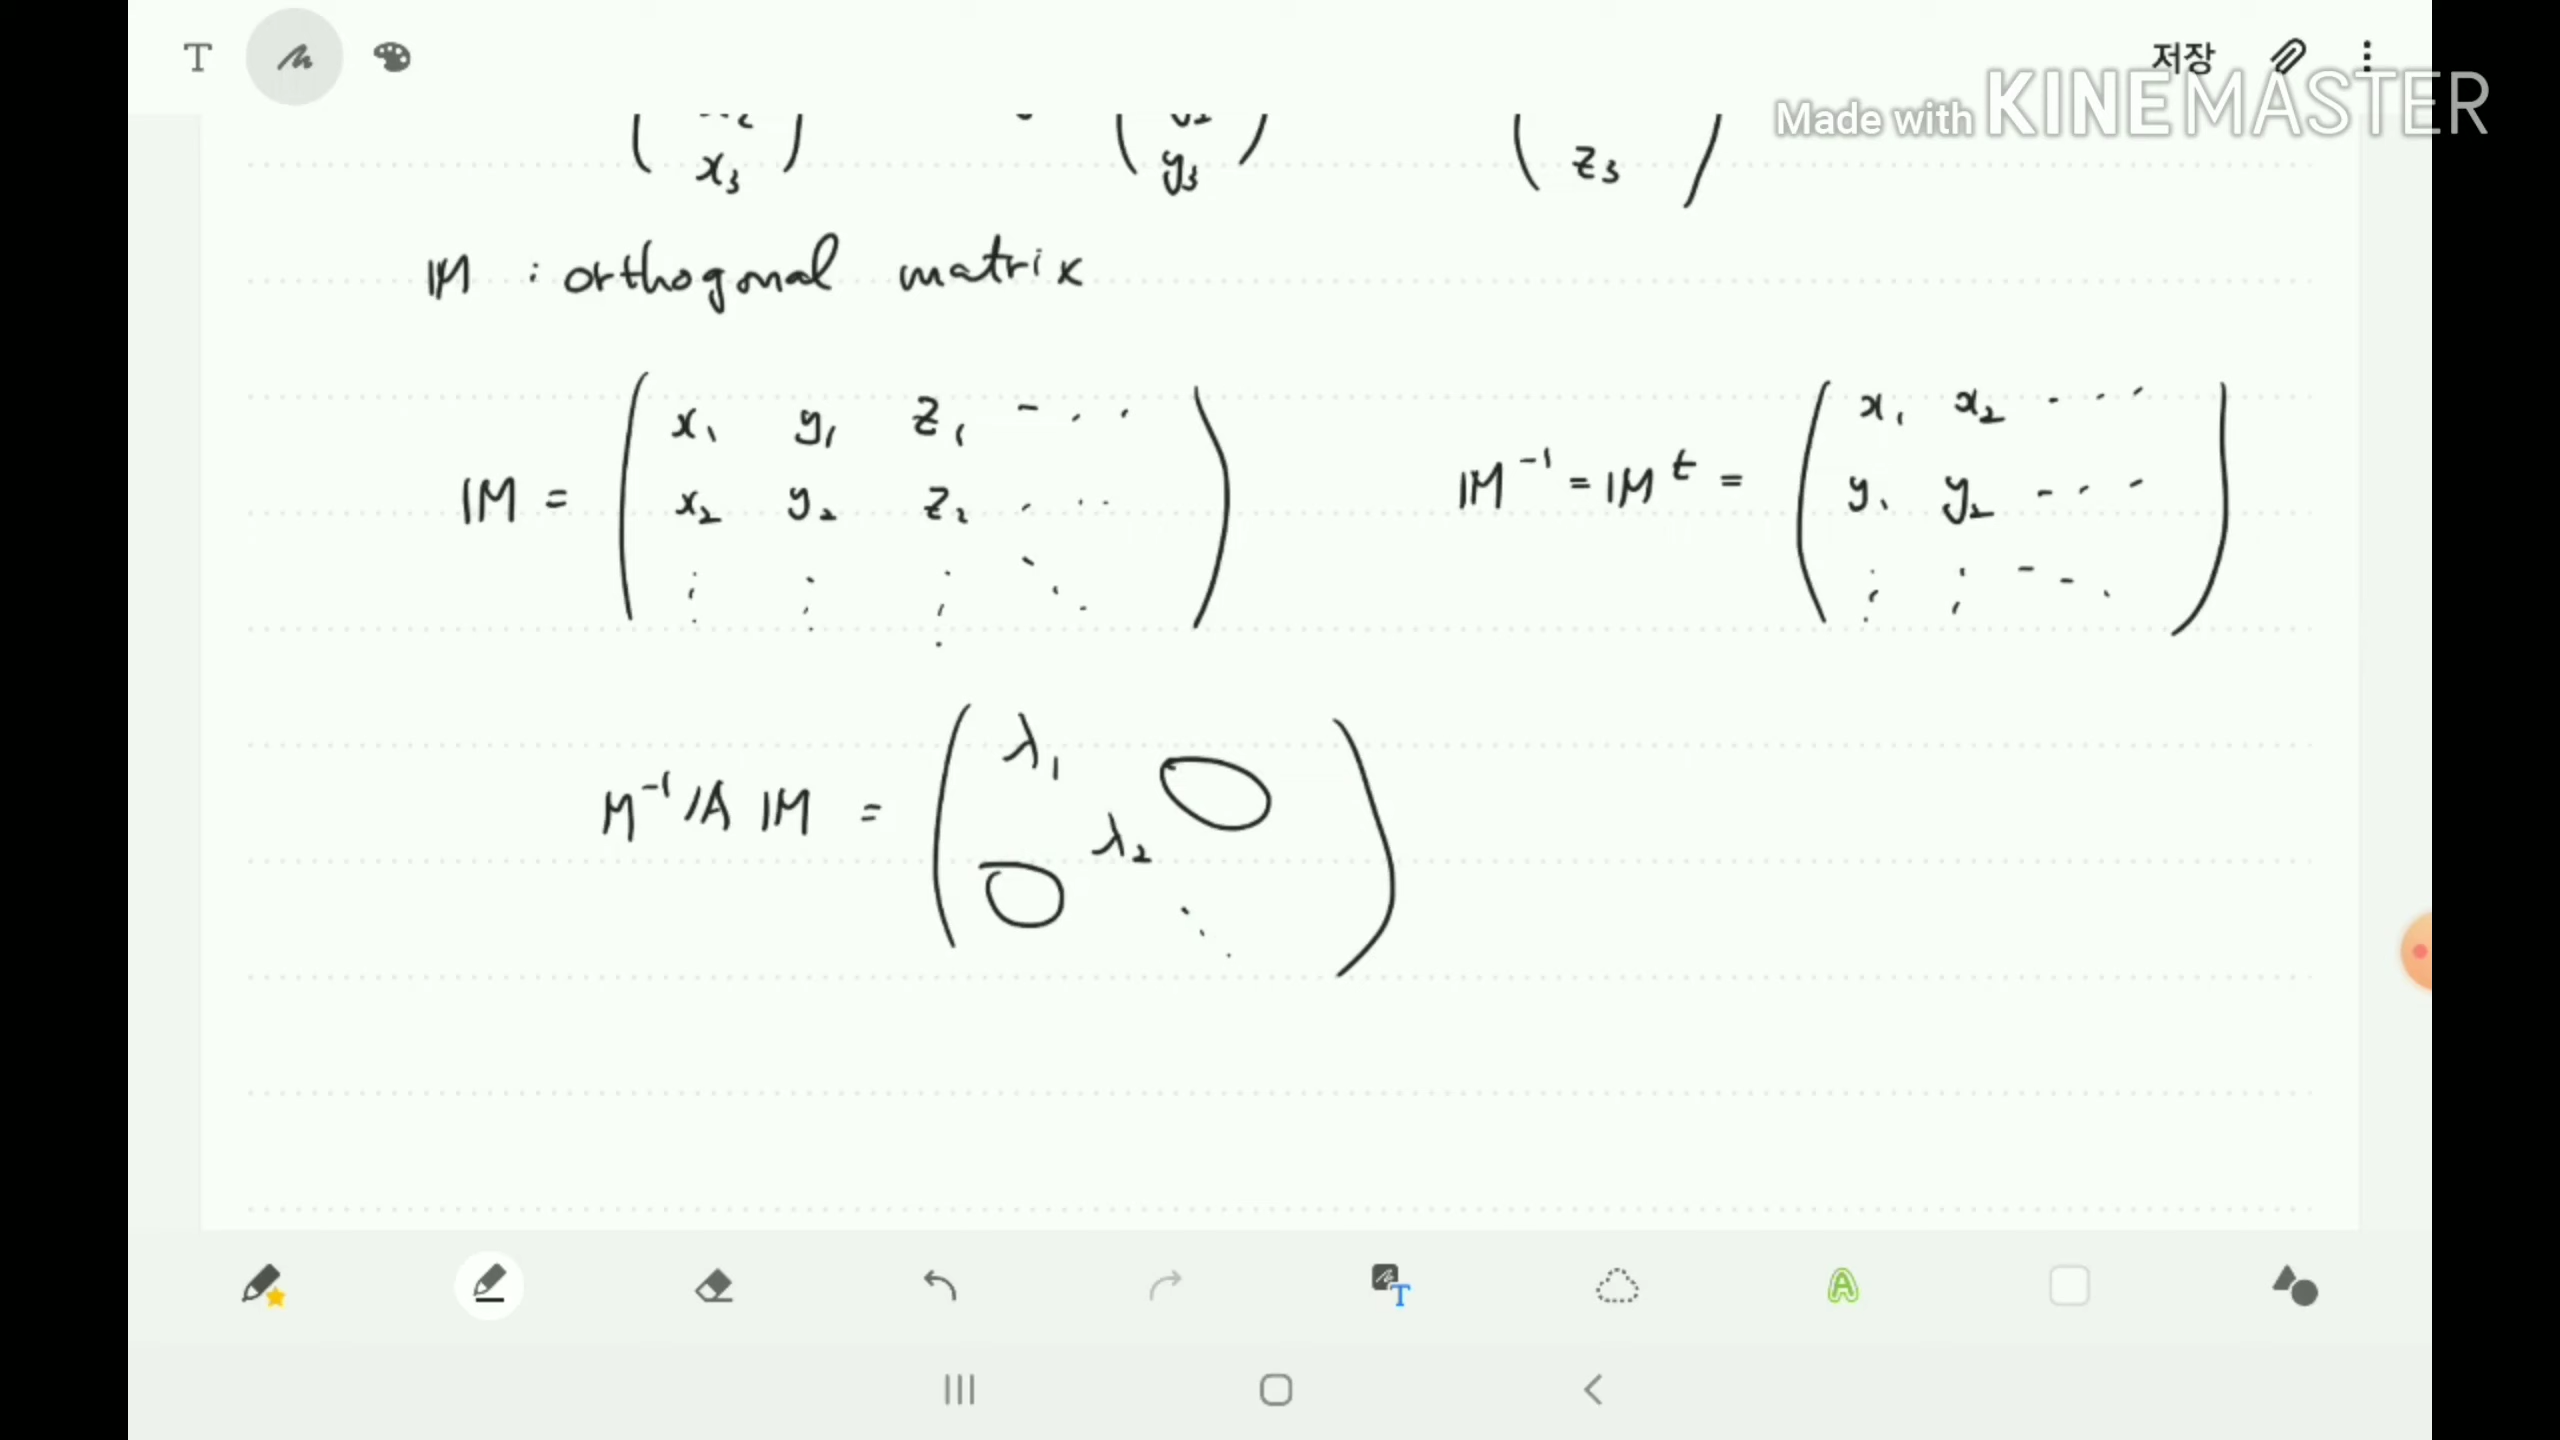 T 저장
Made with KINEMASTER
x₃ y₃ z₃
M : orthogonal matrix
M = ( x₁ y₁ z₁ ... ) M⁻¹ = Mᵗ = ( x₁ x₂ ... )
x₂ y₂ z₂ ... y₁ y₂ ...
⋮ ⋮ ⋮ ⋱ ⋮ ⋮ ⋱
M⁻¹ A M = ( λ₁ 0
λ₂
0 ⋱ )
T A